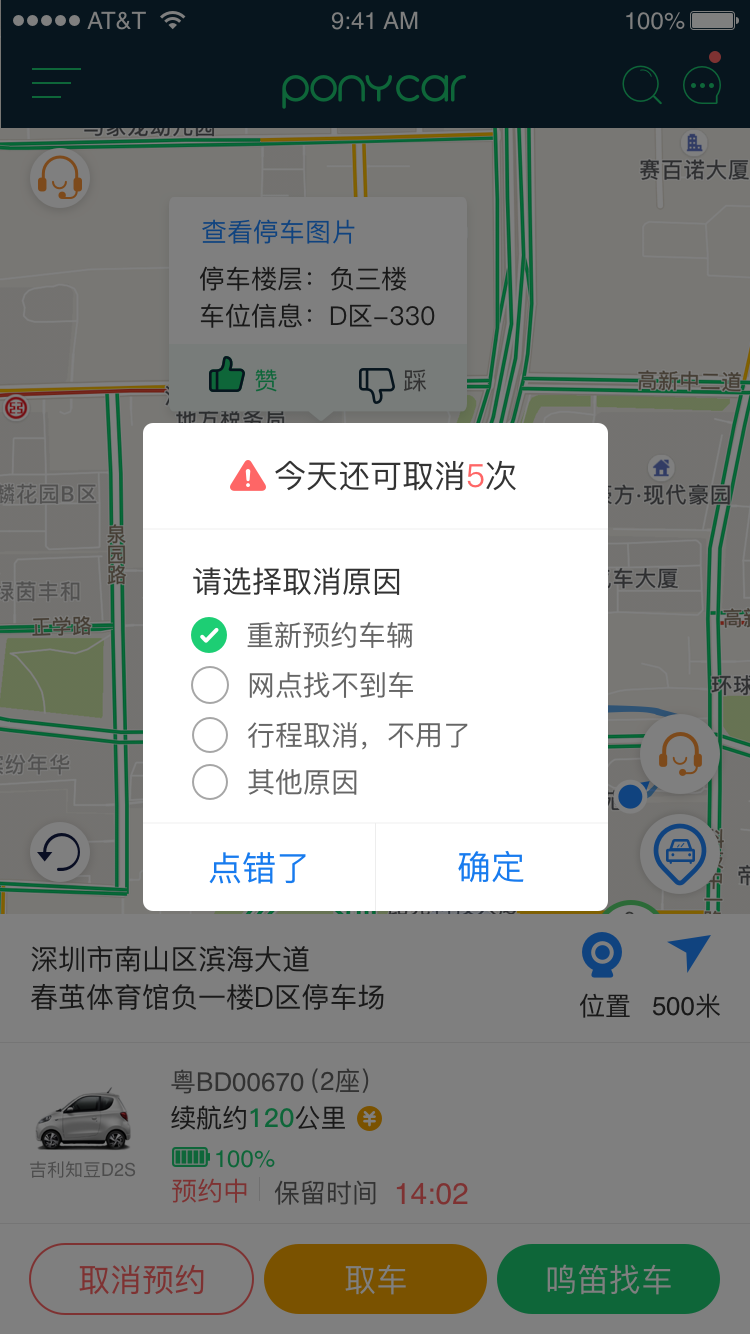 AT&T
9:41 AM
100%
ponycar
赛百诺大厦
查看停车图片
停车楼层：负三楼
车位信息：D区-330
赞
踩
高新中二道
地方税务局
麟花园B区
方·现代豪园
泉园路
车大厦
绿茵丰和
正学路
高新
环球
缤纷年华
今天还可取消5次
请选择取消原因
重新预约车辆
网点找不到车
行程取消，不用了
其他原因
点错了
确定
深圳市南山区滨海大道
春茧体育馆负一楼D区停车场
位置
500米
粤BD00670（2座）
续航约120公里
100%
吉利知豆D2S
预约中
保留时间
14:02
取消预约
取车
鸣笛找车